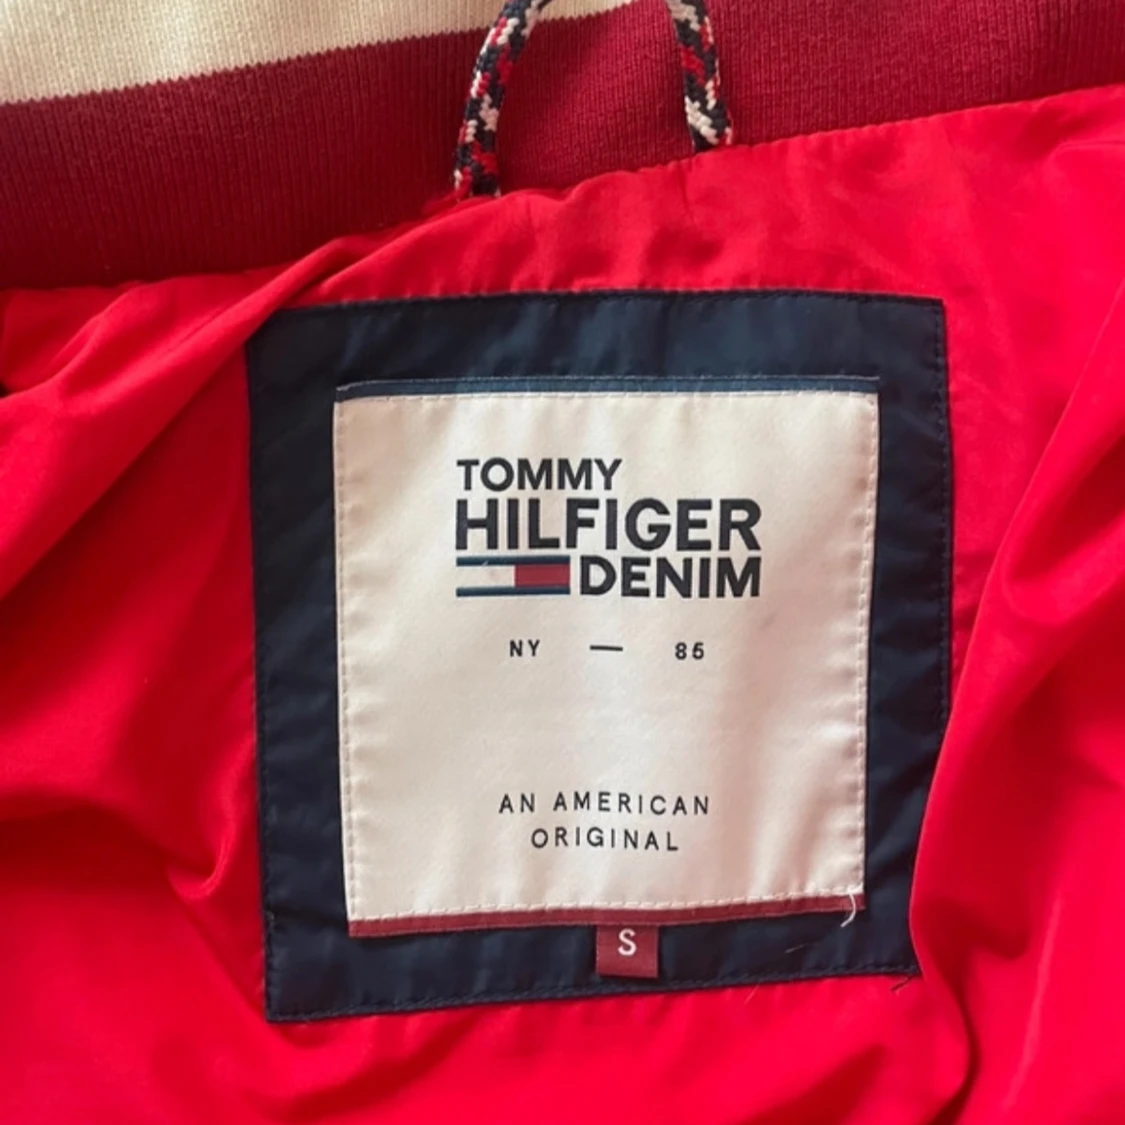 TOMMY
HILFIGER
DENIM
NY — 85
AN AMERICAN
ORIGINAL
S